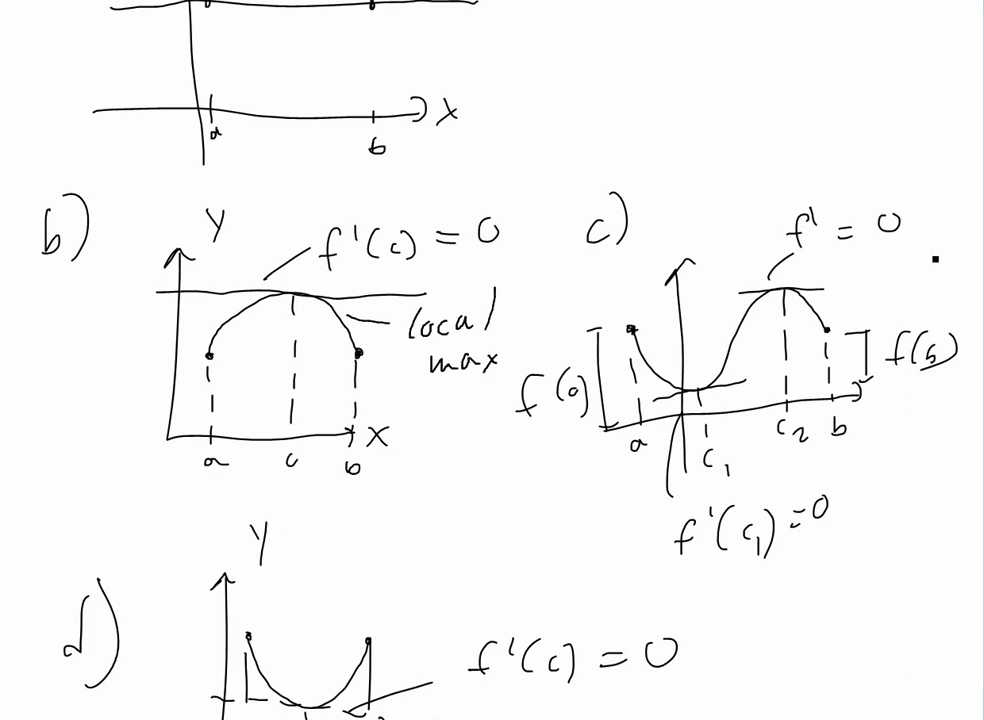 X
a
b
b)
Y
f'(c) = 0
local
max
a
c
b
X
c)
f' = 0
f(a)
f(b)
a
c1
c2
b
f'(c1) = 0
d)
Y
f'(c) = 0